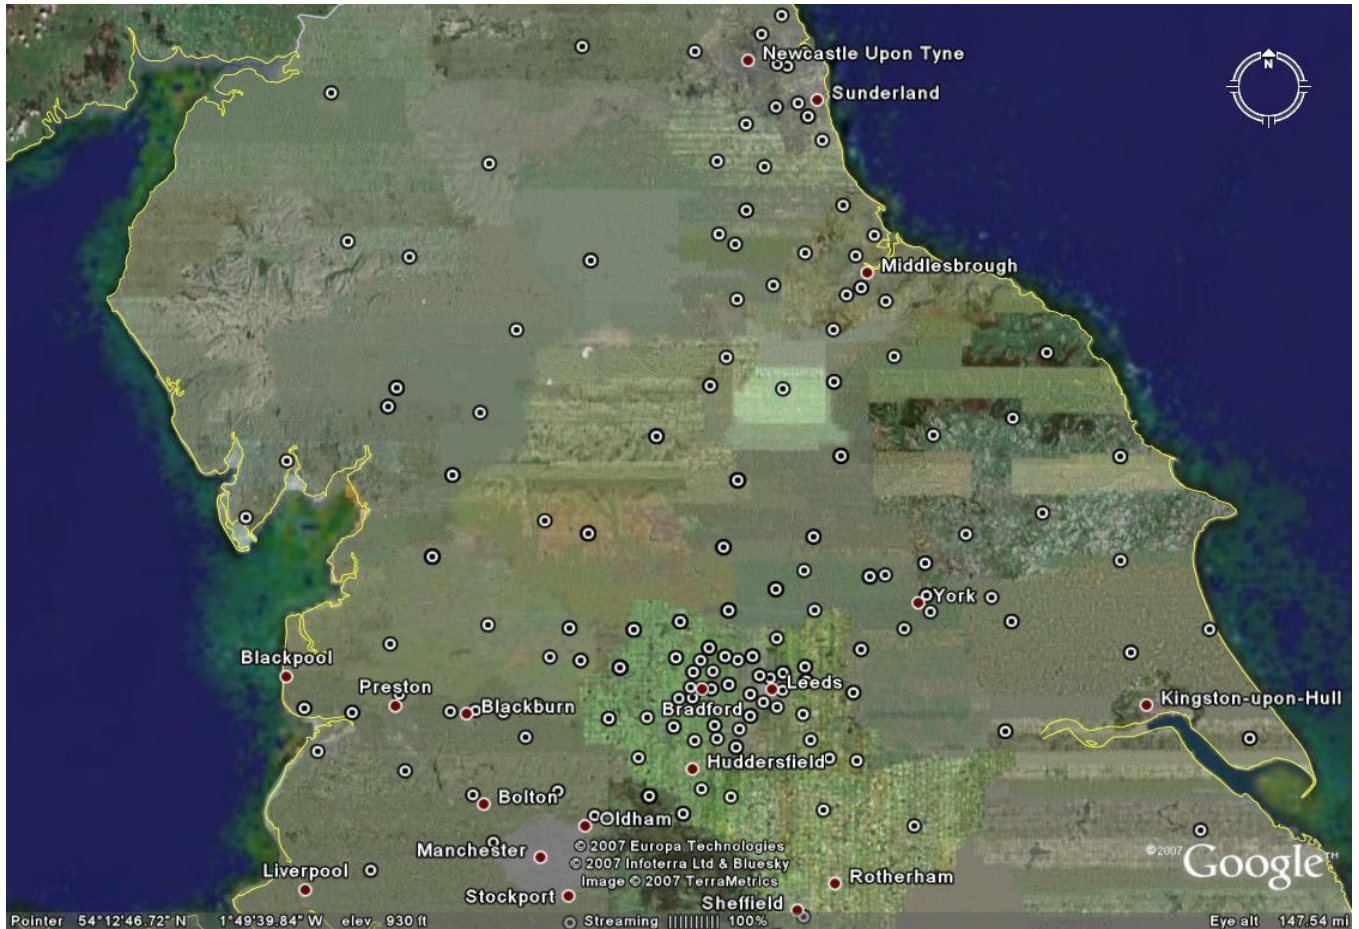 N
Newcastle Upon Tyne
Sunderland
Middlesbrough
York
Blackpool
Preston
Blackburn
Bradford
Leeds
Kingston-upon-Hull
Huddersfield
Bolton
Oldham
Manchester
Liverpool
Stockport
Rotherham
Sheffield
© 2007 Europa Technologies
© 2007 Infoterra Ltd & Bluesky
Image © 2007 TerraMetrics
©2007 Google™
Pointer 54°12'46.72" N 1°49'39.84" W elev 930 ft Streaming |||||||||| 100% Eye alt 147.54 mi